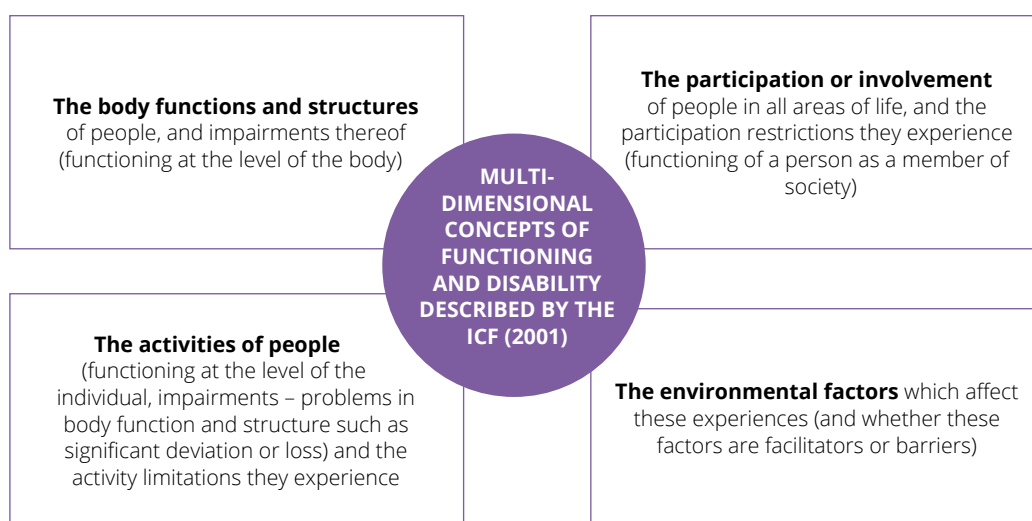 The body functions and structures
of people, and impairments thereof
(functioning at the level of the body)
The participation or involvement
of people in all areas of life, and the
participation restrictions they experience
(functioning of a person as a member of
society)
MULTI-
DIMENSIONAL
CONCEPTS OF
FUNCTIONING
AND DISABILITY
DESCRIBED BY THE
ICF (2001)
The activities of people
(functioning at the level of the
individual, impairments – problems in
body function and structure such as
significant deviation or loss) and the
activity limitations they experience
The environmental factors which affect
these experiences (and whether these
factors are facilitators or barriers)